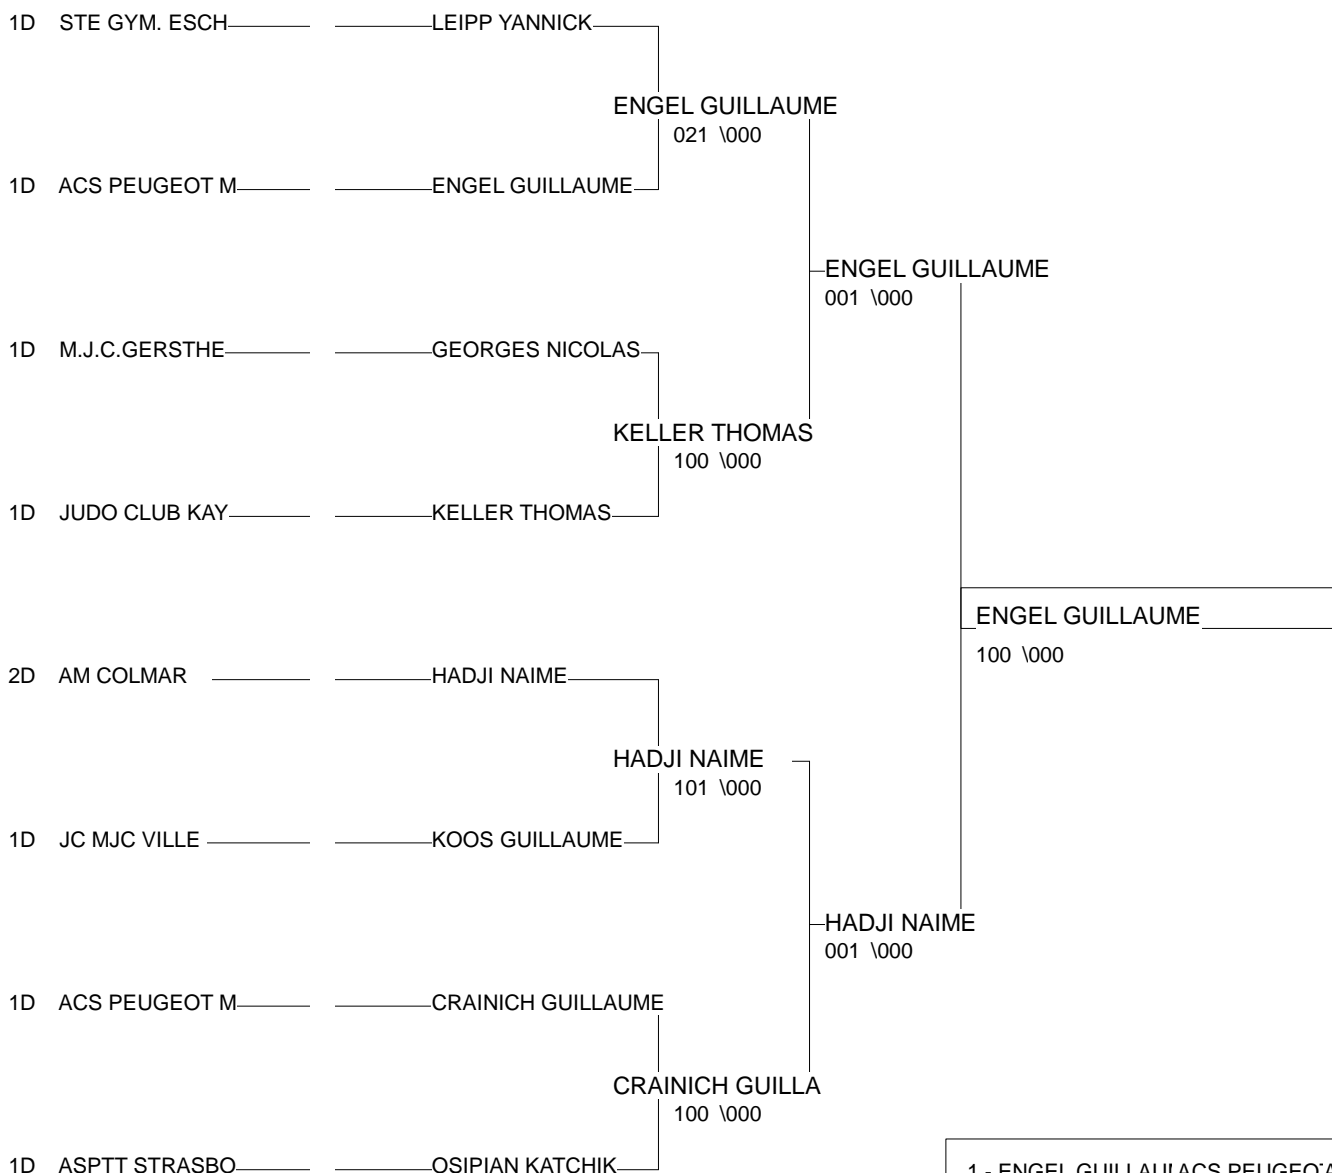 1D STE GYM. ESCH LEIPP YANNICK
ENGEL GUILLAUME
021 \000
1D ACS PEUGEOT M ENGEL GUILLAUME
ENGEL GUILLAUME
001 \000
1D M.J.C.GERSTHE GEORGES NICOLAS
KELLER THOMAS
100 \000
1D JUDO CLUB KAY KELLER THOMAS
ENGEL GUILLAUME
100 \000
2D AM COLMAR HADJI NAIME
HADJI NAIME
101 \000
1D JC MJC VILLE KOOS GUILLAUME
HADJI NAIME
001 \000
1D ACS PEUGEOT M CRAINICH GUILLAUME
CRAINICH GUILLA
100 \000
1D ASPTT STRASBO OSIPIAN KATCHIK
1 - ENGEL